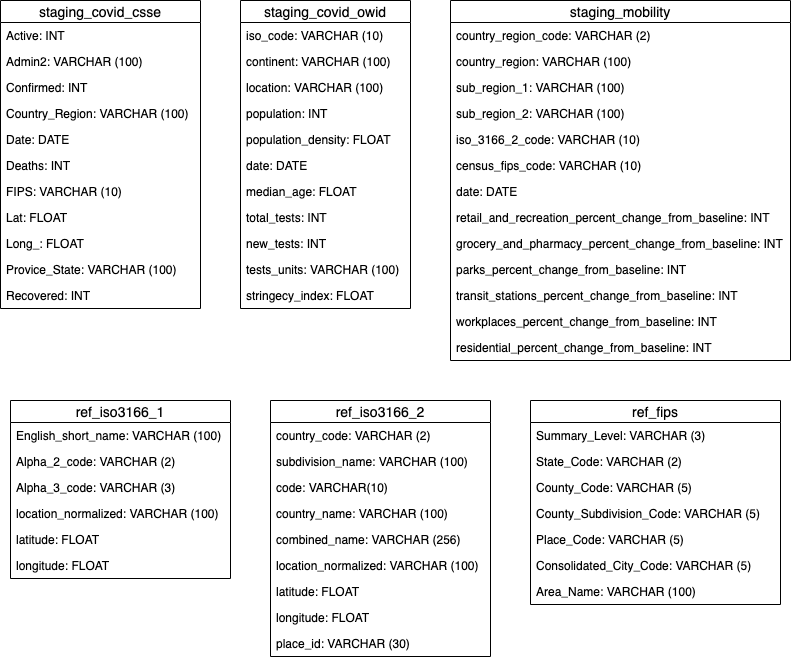 staging_covid_csse
Active: INT
Admin2: VARCHAR (100)
Confirmed: INT
Country_Region: VARCHAR (100)
Date: DATE
Deaths: INT
FIPS: VARCHAR (10)
Lat: FLOAT
Long_: FLOAT
Provice_State: VARCHAR (100)
Recovered: INT
staging_covid_owid
iso_code: VARCHAR (10)
continent: VARCHAR (100)
location: VARCHAR (100)
population: INT
population_density: FLOAT
date: DATE
median_age: FLOAT
total_tests: INT
new_tests: INT
tests_units: VARCHAR (100)
stringecy_index: FLOAT
staging_mobility
country_region_code: VARCHAR (2)
country_region: VARCHAR (100)
sub_region_1: VARCHAR (100)
sub_region_2: VARCHAR (100)
iso_3166_2_code: VARCHAR (10)
census_fips_code: VARCHAR (10)
date: DATE
retail_and_recreation_percent_change_from_baseline: INT
grocery_and_pharmacy_percent_change_from_baseline: INT
parks_percent_change_from_baseline: INT
transit_stations_percent_change_from_baseline: INT
workplaces_percent_change_from_baseline: INT
residential_percent_change_from_baseline: INT
ref_iso3166_1
English_short_name: VARCHAR (100)
Alpha_2_code: VARCHAR (2)
Alpha_3_code: VARCHAR (3)
location_normalized: VARCHAR (100)
latitude: FLOAT
longitude: FLOAT
ref_iso3166_2
country_code: VARCHAR (2)
subdivision_name: VARCHAR (100)
code: VARCHAR(10)
country_name: VARCHAR (100)
combined_name: VARCHAR (256)
location_normalized: VARCHAR (100)
latitude: FLOAT
longitude: FLOAT
place_id: VARCHAR (30)
ref_fips
Summary_Level: VARCHAR (3)
State_Code: VARCHAR (2)
County_Code: VARCHAR (5)
County_Subdivision_Code: VARCHAR (5)
Place_Code: VARCHAR (5)
Consolidated_City_Code: VARCHAR (5)
Area_Name: VARCHAR (100)